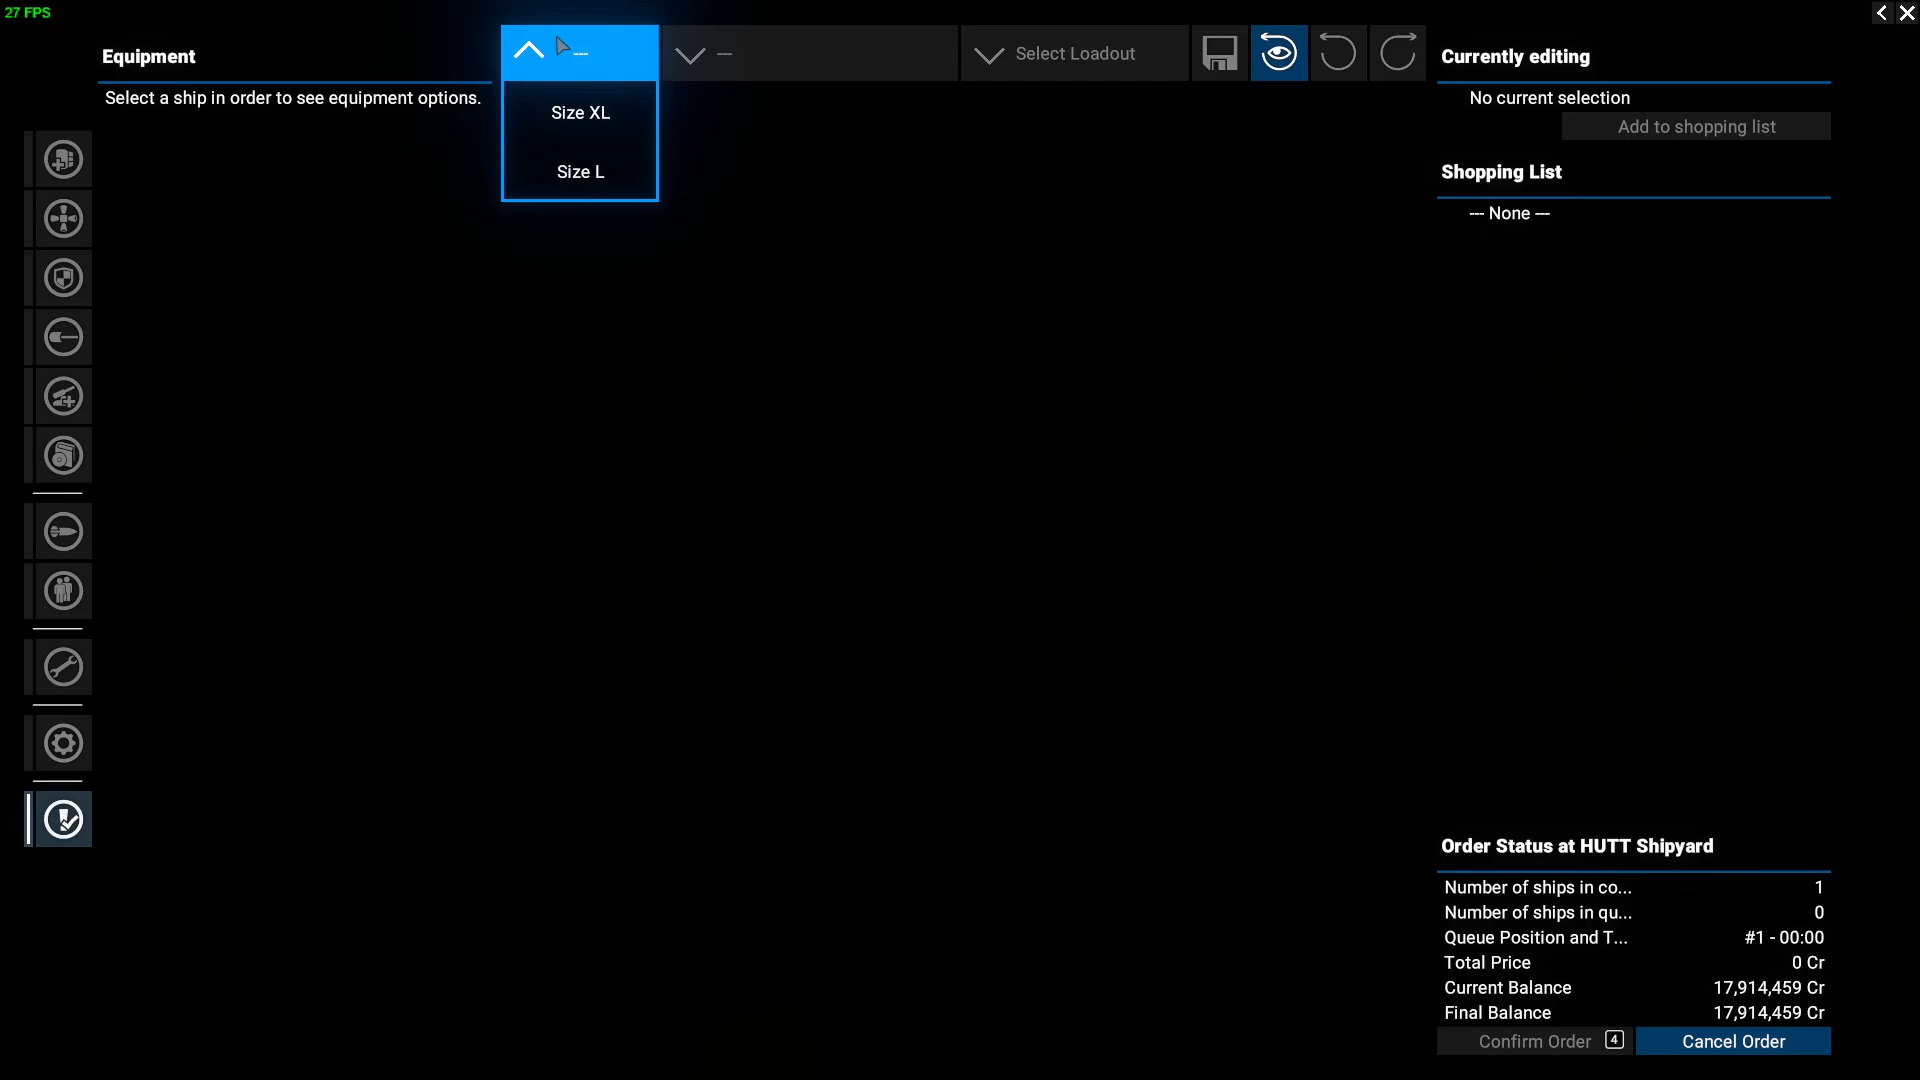 27 FPS
Equipment
Select a ship in order to see equipment options.
---
Size XL
Size L
—
Select Loadout
Currently editing
No current selection
Add to shopping list
Shopping List
--- None ---
Order Status at HUTT Shipyard
Number of ships in co... 1
Number of ships in qu... 0
Queue Position and T... #1 - 00:00
Total Price 0 Cr
Current Balance 17,914,459 Cr
Final Balance 17,914,459 Cr
Confirm Order 4
Cancel Order